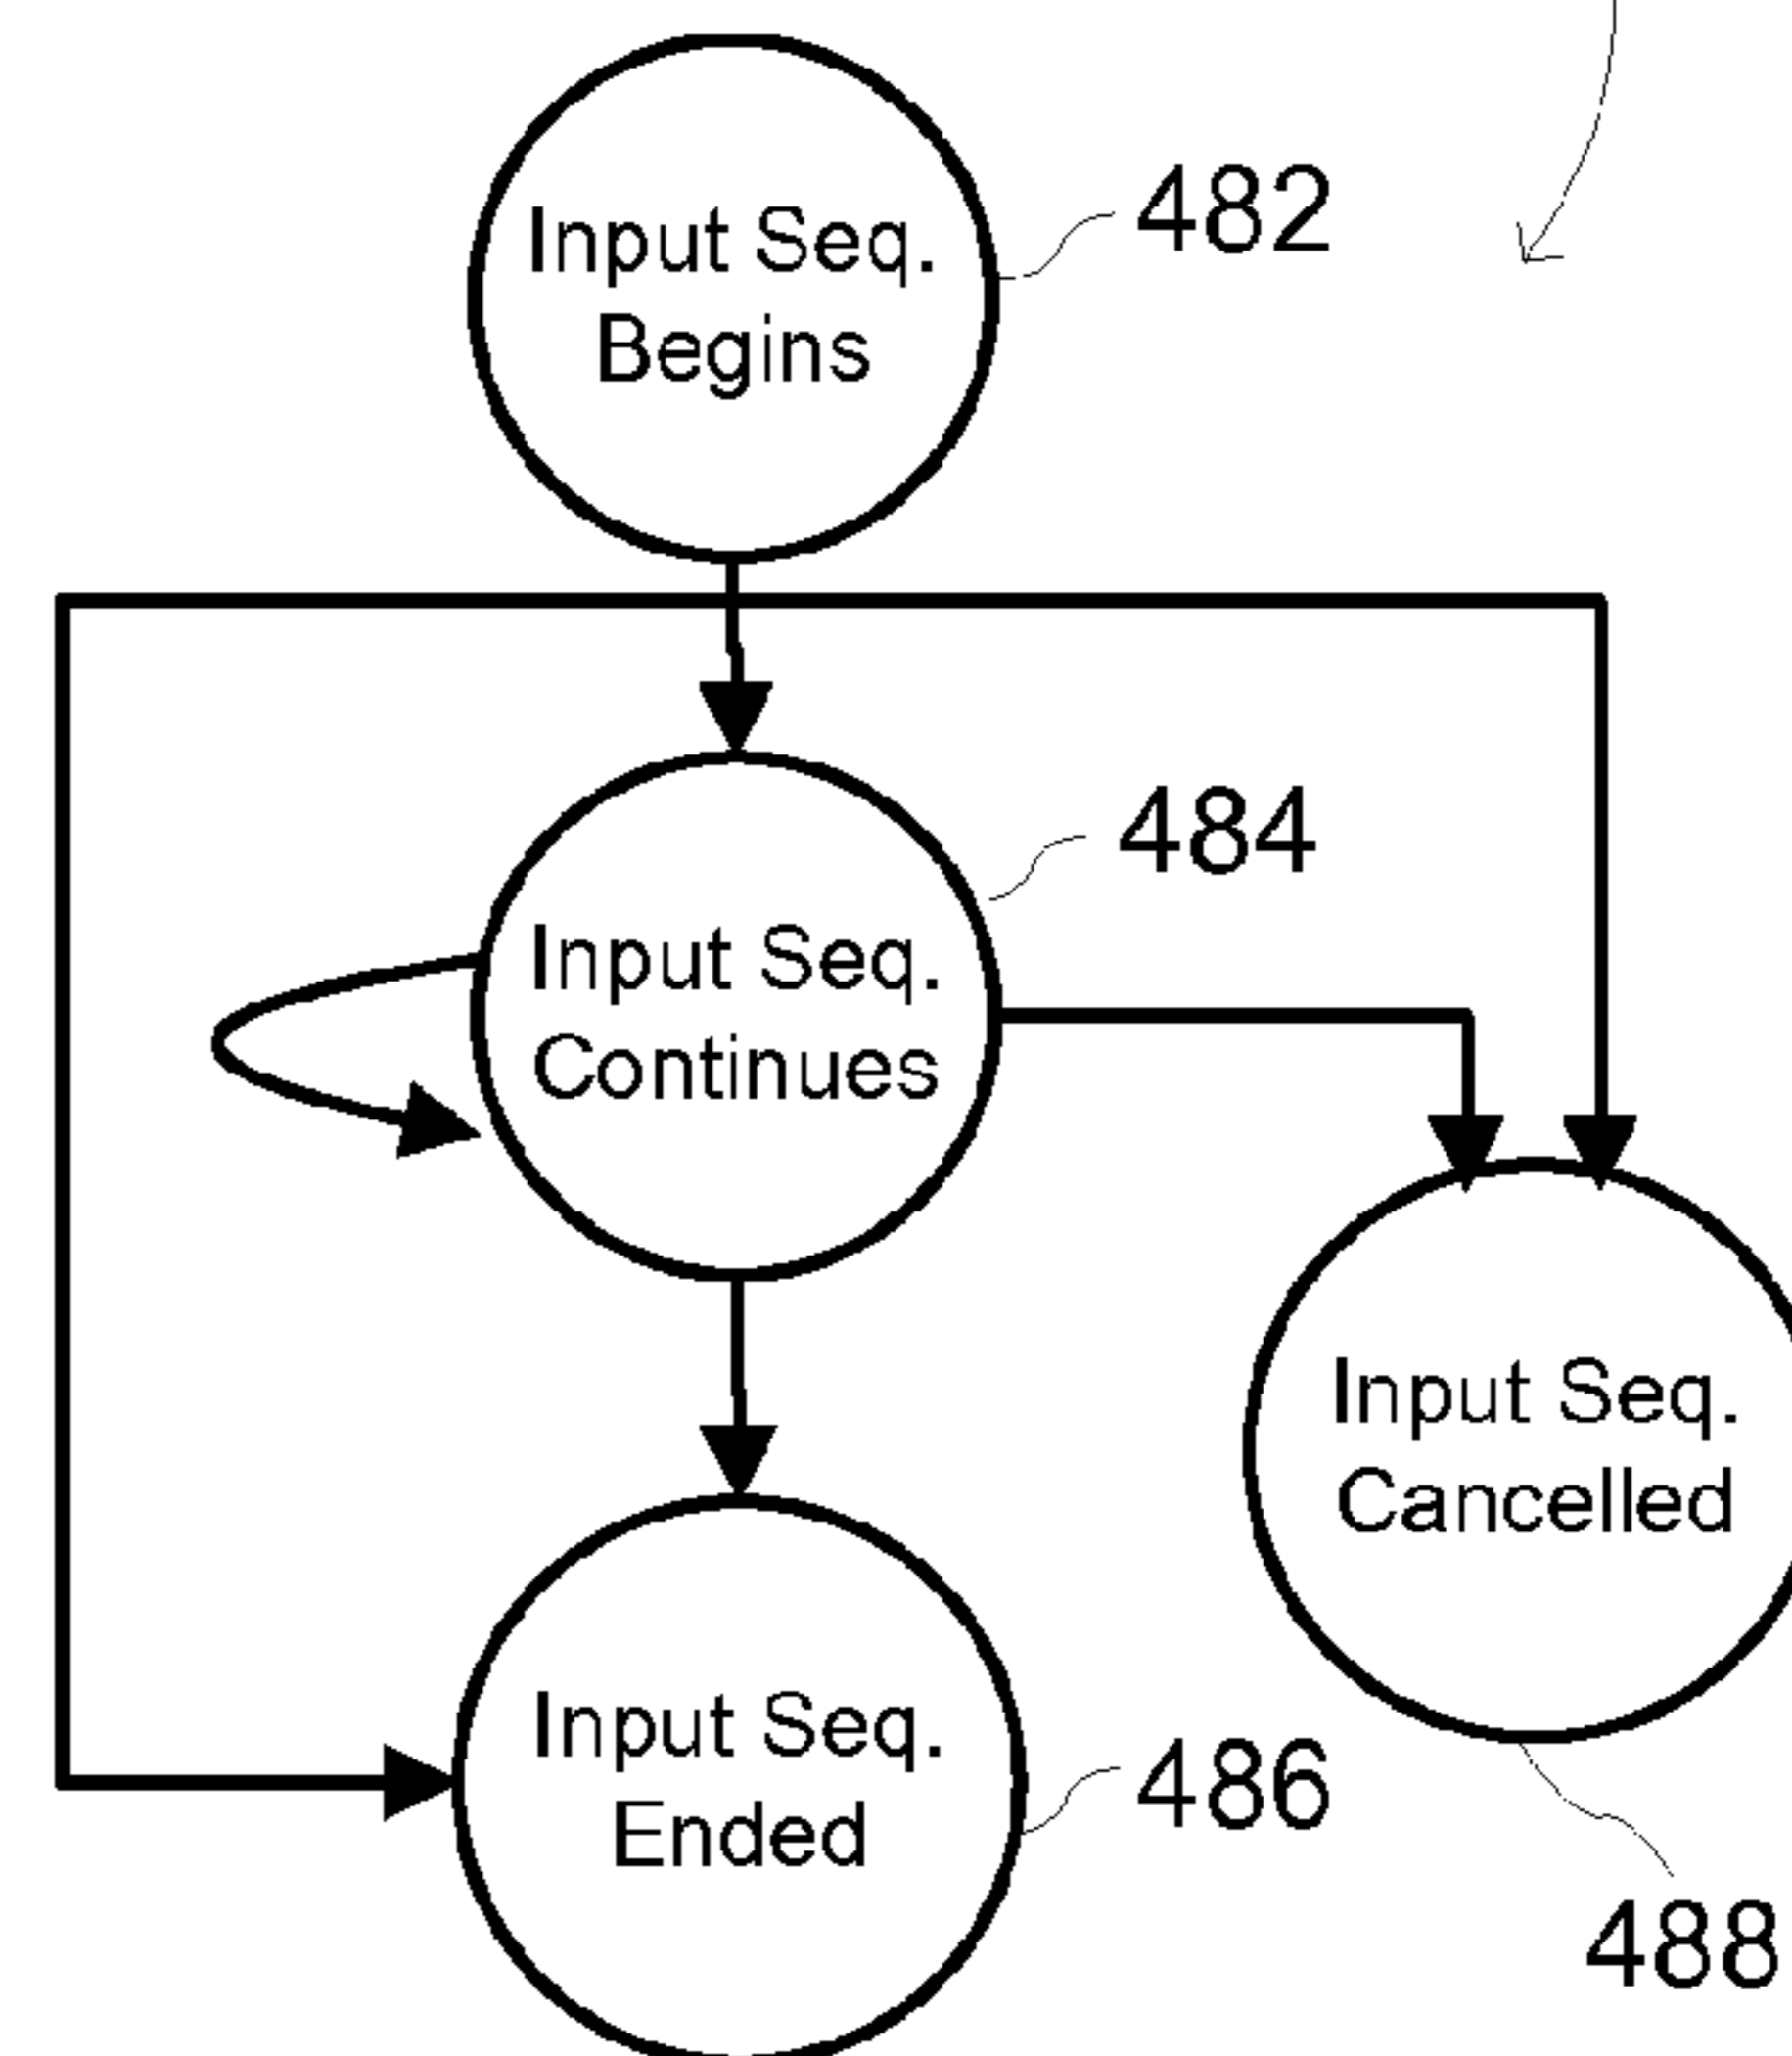 Input Seq.
Begins
482
484
Input Seq.
Continues
Input Seq.
Cancelled
Input Seq.
Ended
486
488